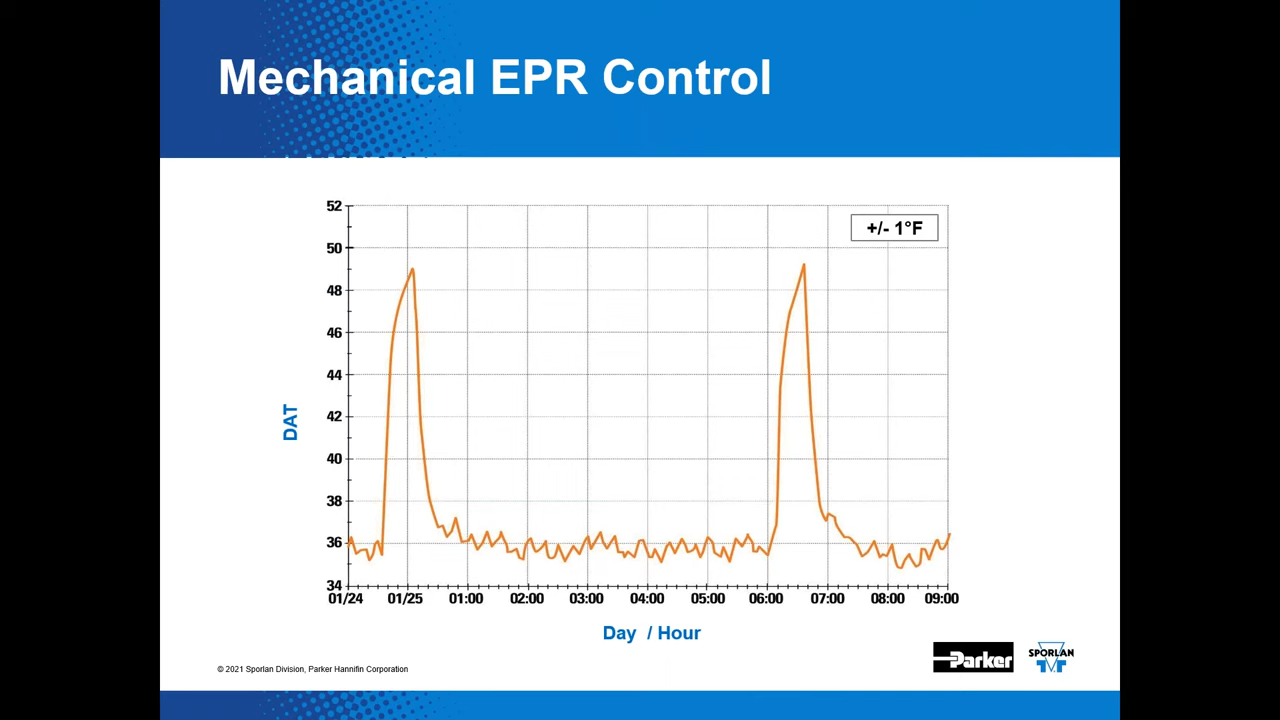 Mechanical EPR Control
52
+/- 1°F
50
48
46
44
42
DAT
40
38
36
34
01/24 01/25 01:00 02:00 03:00 04:00 05:00 06:00 07:00 08:00 09:00
Day / Hour
Parker
SPORLAN
© 2021 Sporlan Division, Parker Hannifin Corporation